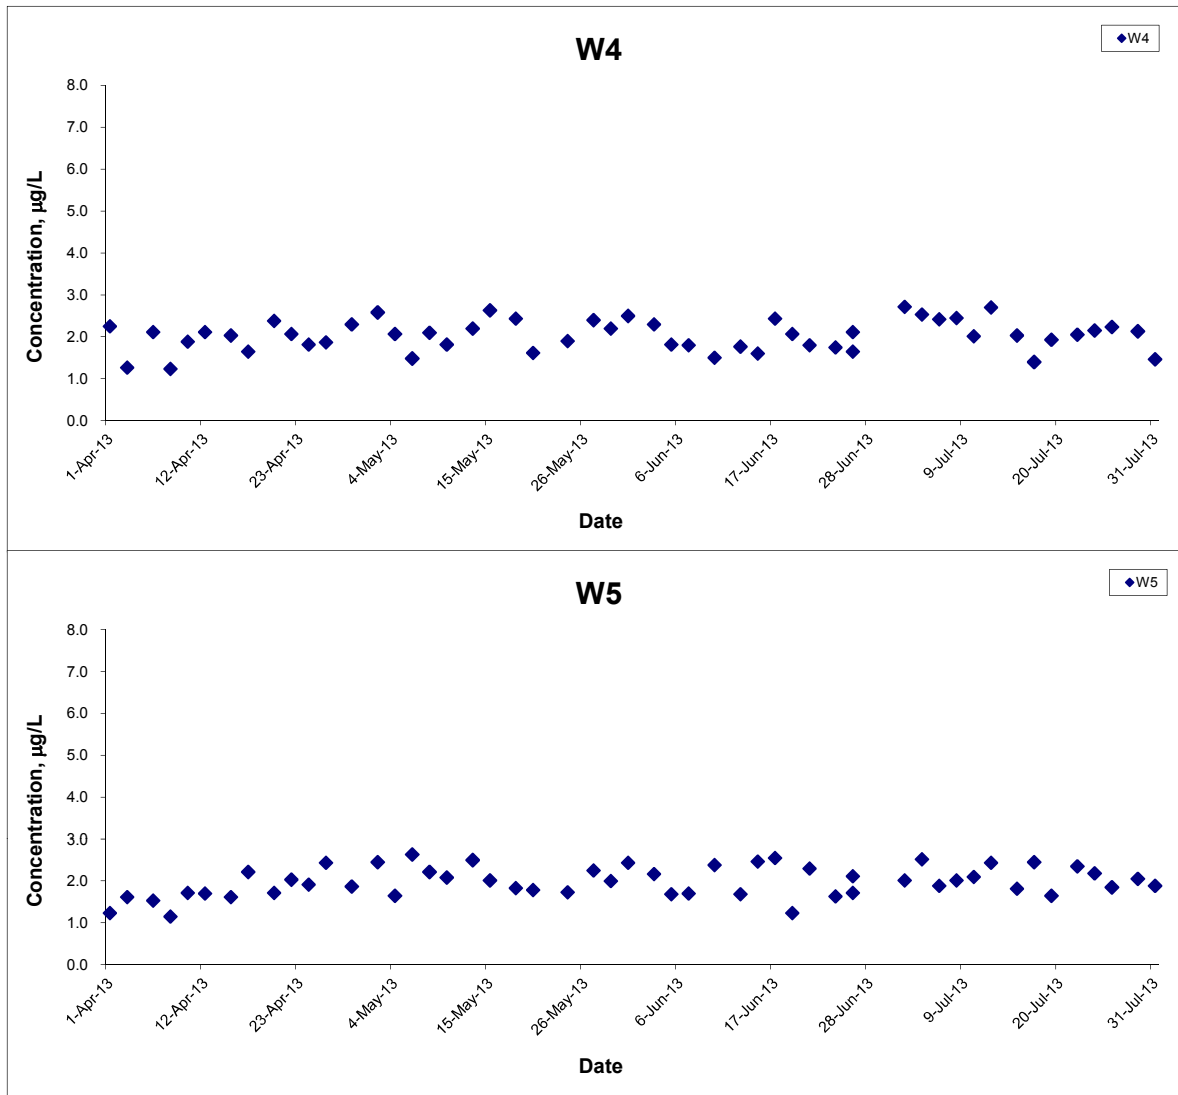 W4
W4
8.0
7.0
6.0
5.0
4.0
3.0
2.0
1.0
0.0
Concentration, µg/L
1-Apr-13
12-Apr-13
23-Apr-13
4-May-13
15-May-13
26-May-13
6-Jun-13
17-Jun-13
28-Jun-13
9-Jul-13
20-Jul-13
31-Jul-13
Date
W5
W5
8.0
7.0
6.0
5.0
4.0
3.0
2.0
1.0
0.0
Concentration, µg/L
1-Apr-13
12-Apr-13
23-Apr-13
4-May-13
15-May-13
26-May-13
6-Jun-13
17-Jun-13
28-Jun-13
9-Jul-13
20-Jul-13
31-Jul-13
Date